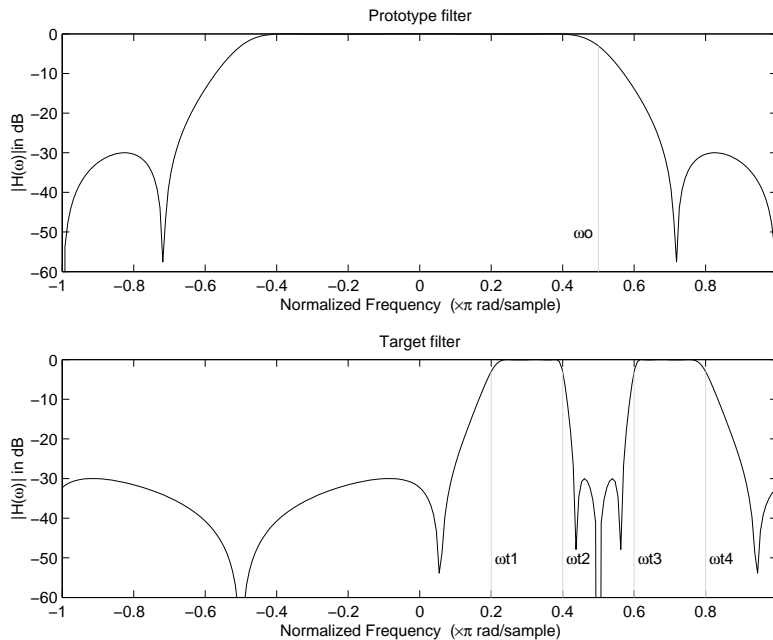 Prototype filter
0
−10
−20
−30
−40
−50
−60
|H(ω)|in dB
ωo
−1 −0.8 −0.6 −0.4 −0.2 0 0.2 0.4 0.6 0.8
Normalized Frequency (×π rad/sample)
Target filter
0
−10
−20
−30
−40
−50
−60
|H(ω)| in dB
ωt1 ωt2 ωt3 ωt4
−1 −0.8 −0.6 −0.4 −0.2 0 0.2 0.4 0.6 0.8
Normalized Frequency (×π rad/sample)